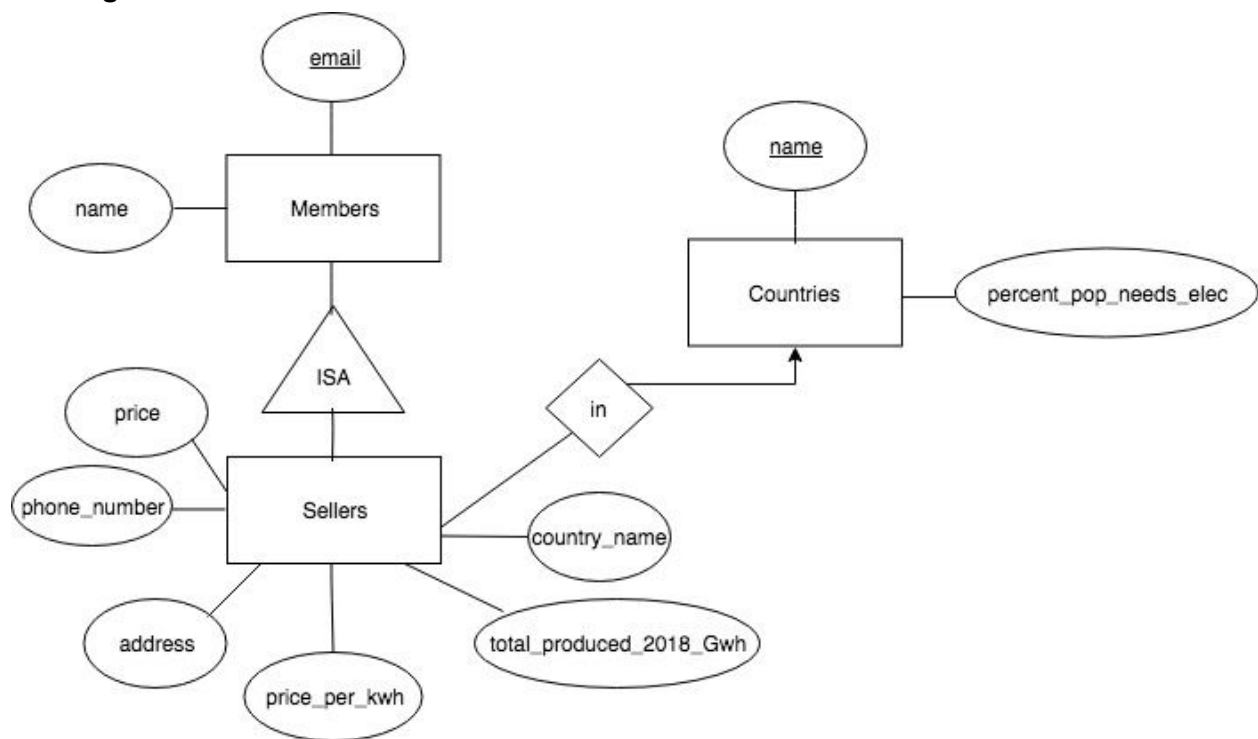 email
name
name
Members
Countries
percent_pop_needs_elec
ISA
in
price
phone_number
Sellers
country_name
address
total_produced_2018_Gwh
price_per_kwh